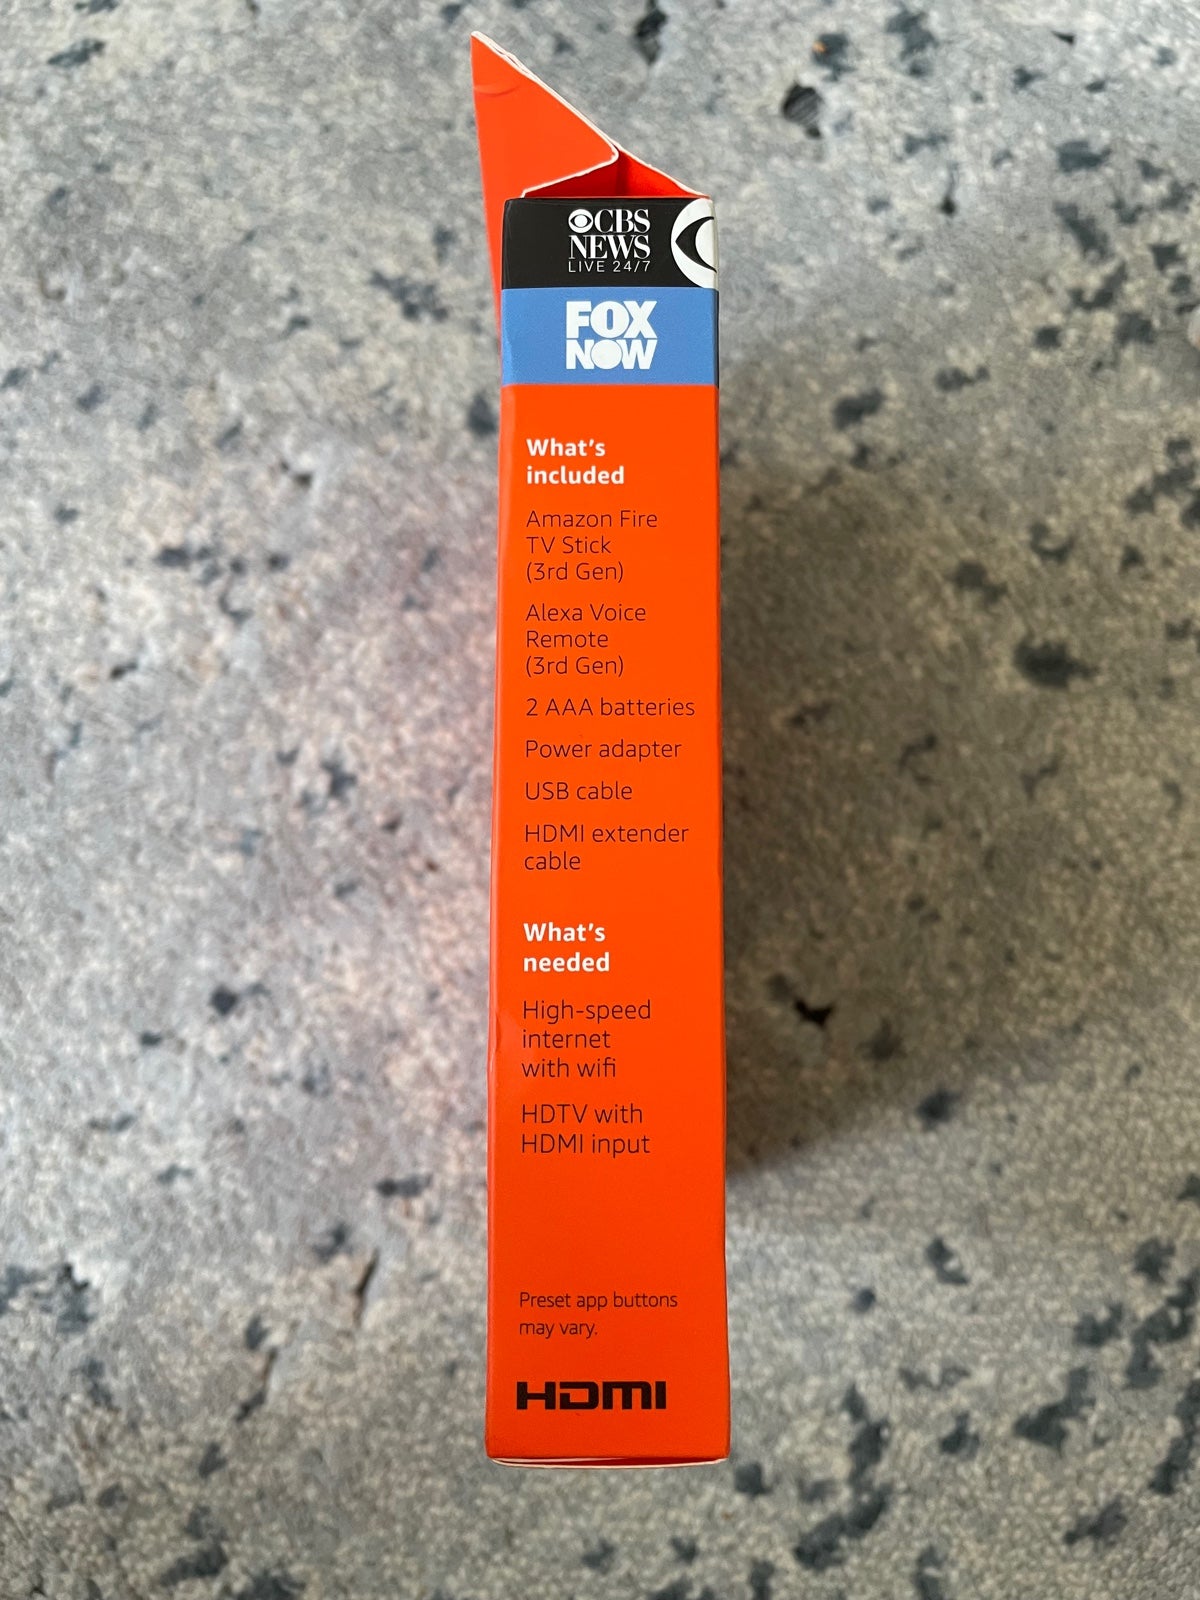 CBS
NEWS
LIVE 24/7
FOX
NOW
What's
included
Amazon Fire
TV Stick
(3rd Gen)
Alexa Voice
Remote
(3rd Gen)
2 AAA batteries
Power adapter
USB cable
HDMI extender
cable
What's
needed
High-speed
internet
with wifi
HDTV with
HDMI input
Preset app buttons
may vary.
HDMI